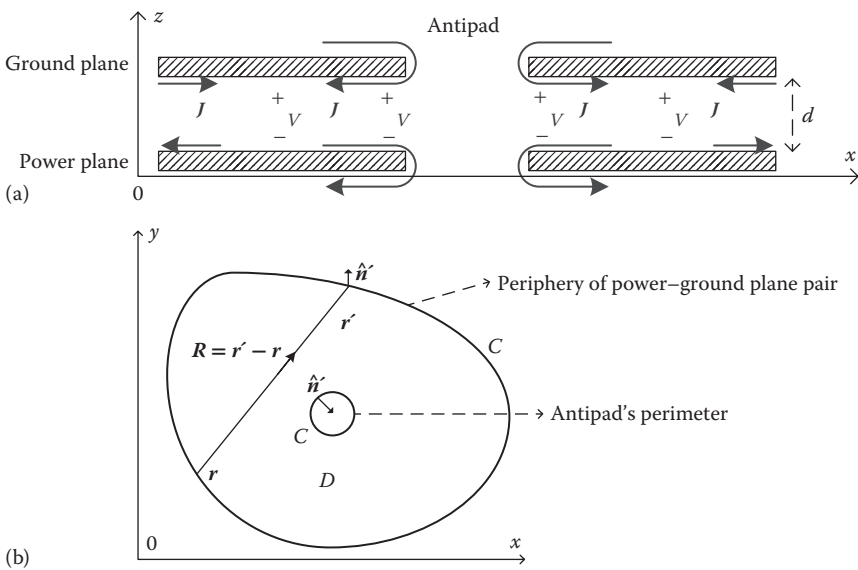 z
Antipad
Ground plane
J
+
V
−
J
+
V
−
+
V
−
J
+
V
−
J
d
Power plane
x
(a)
0
y
n̂′
Periphery of power–ground plane pair
r′
R = r′ – r
C
n̂′
Antipad's perimeter
C
r
D
0
x
(b)